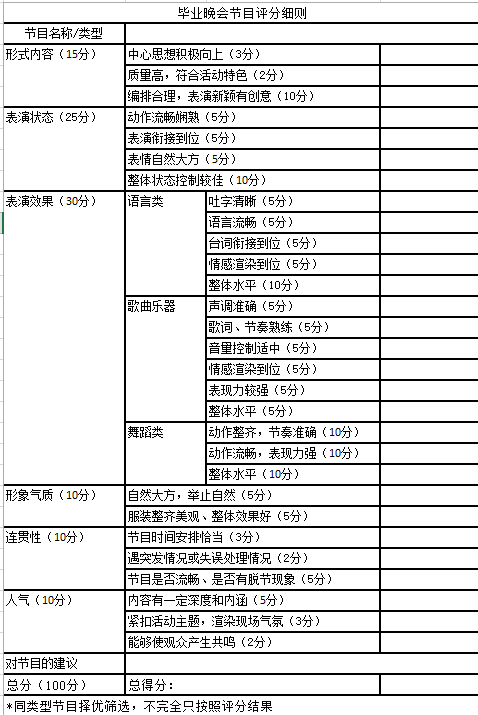 毕业晚会节目评分细则
节目名称/类型
形式内容（15分） 中心思想积极向上（3分）
质量高，符合活动特色（2分）
编排合理，表演新颖有创意（10分）
表演状态（25分） 动作流畅娴熟（5分）
表演衔接到位（5分）
表情自然大方（5分）
整体状态控制较佳（10分）
表演效果（30分） 语言类 吐字清晰（5分）
语言流畅（5分）
台词衔接到位（5分）
情感渲染到位（5分）
整体水平（10分）
歌曲乐器 声调准确（5分）
歌词、节奏熟练（5分）
音量控制适中（5分）
情感渲染到位（5分）
表现力较强（5分）
整体水平（5分）
舞蹈类 动作整齐，节奏准确（10分）
动作流畅，表现力强（10分）
整体水平（10分）
形象气质（10分） 自然大方，举止自然（5分）
服装整齐美观、整体效果好（5分）
连贯性（10分） 节目时间安排恰当（3分）
遇突发情况或失误处理情况（2分）
节目是否流畅、是否有脱节现象（5分）
人气（10分） 内容有一定深度和内涵（5分）
紧扣活动主题，渲染现场气氛（3分）
能够使观众产生共鸣（2分）
对节目的建议
总分（100分） 总得分：
*同类型节目择优筛选，不完全只按照评分结果